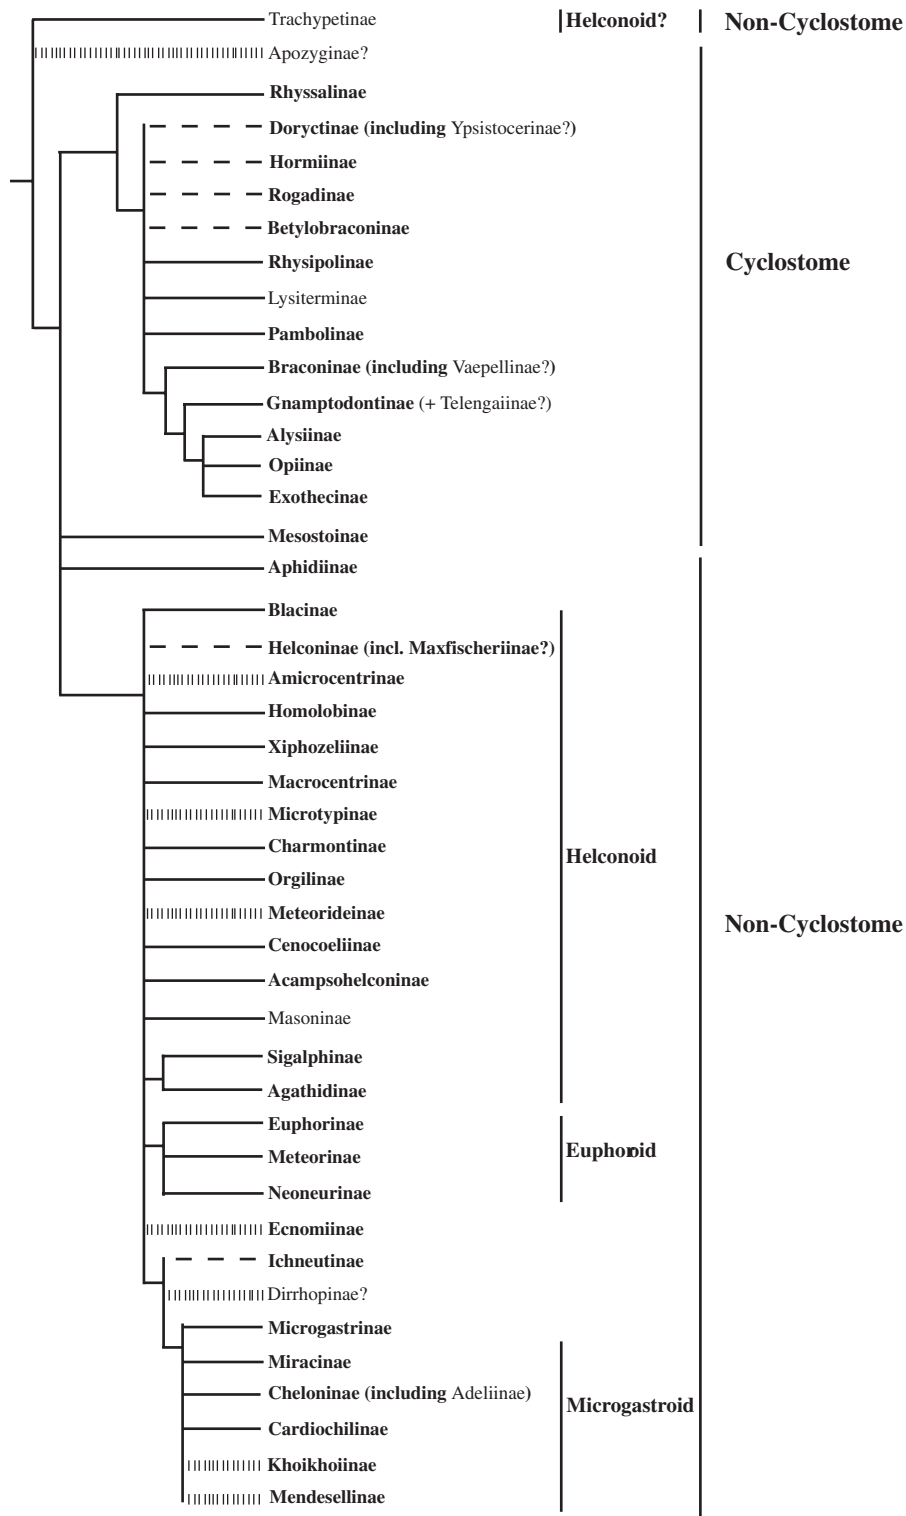 Trachypetinae
Helconoid?
Non-Cyclostome
Apozyginae?
Rhyssalinae
Doryctinae (including Ypsistocerinae?)
Hormiinae
Rogadinae
Betylobraconinae
Rhysipolinae
Cyclostome
Lysiterminae
Pambolinae
Braconinae (including Vaepellinae?)
Gnamptodontinae (+ Telengaiinae?)
Alysiinae
Opiinae
Exothecinae
Mesostoinae
Aphidiinae
Blacinae
Helconinae (incl. Maxfischeriinae?)
Amicrocentrinae
Homolobinae
Xiphozeliinae
Macrocentrinae
Microtypinae
Charmontinae
Helconoid
Orgilinae
Meteorideinae
Non-Cyclostome
Cenocoeliinae
Acampsohelconinae
Masoninae
Sigalphinae
Agathidinae
Euphorinae
Euphoroid
Meteorinae
Neoneurinae
Ecnomiinae
Ichneutinae
Dirrhopinae?
Microgastrinae
Miracinae
Cheloninae (including Adeliinae)
Microgastroid
Cardiochilinae
Khoikhoiinae
Mendesellinae